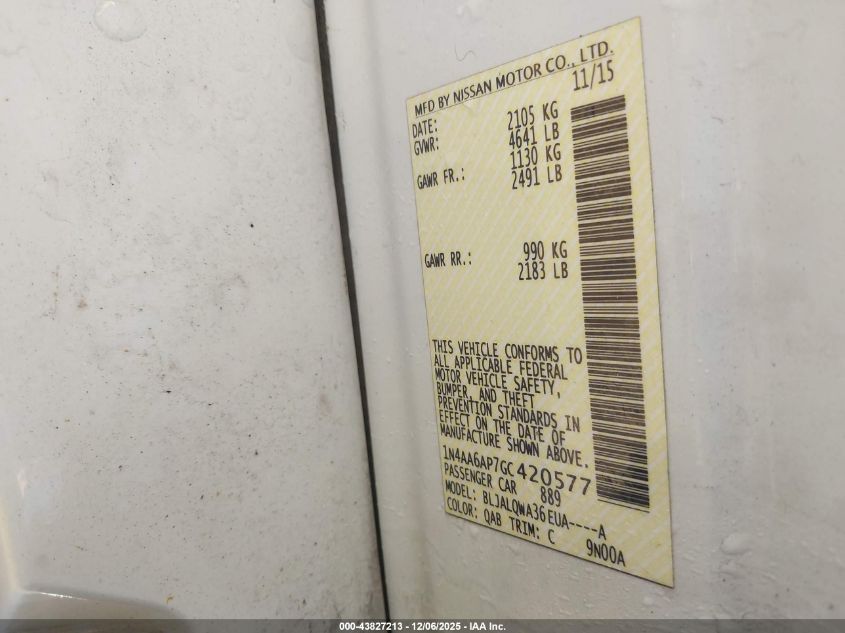 MFD BY NISSAN MOTOR CO., LTD.
DATE: 11/15
GVWR: 2105 KG
4641 LB
GAWR FR.: 1130 KG
2491 LB
GAWR RR.: 990 KG
2183 LB
THIS VEHICLE CONFORMS TO
ALL APPLICABLE FEDERAL
MOTOR VEHICLE SAFETY,
BUMPER, AND THEFT
PREVENTION STANDARDS IN
EFFECT ON THE DATE OF
MANUFACTURE SHOWN ABOVE.
1N4AA6AP7GC420577
PASSENGER CAR 889
MODEL: BLJALQWA36EUA----A
COLOR: QAB TRIM: C 9N00A
000-43827213 - 12/06/2025 - IAA Inc.